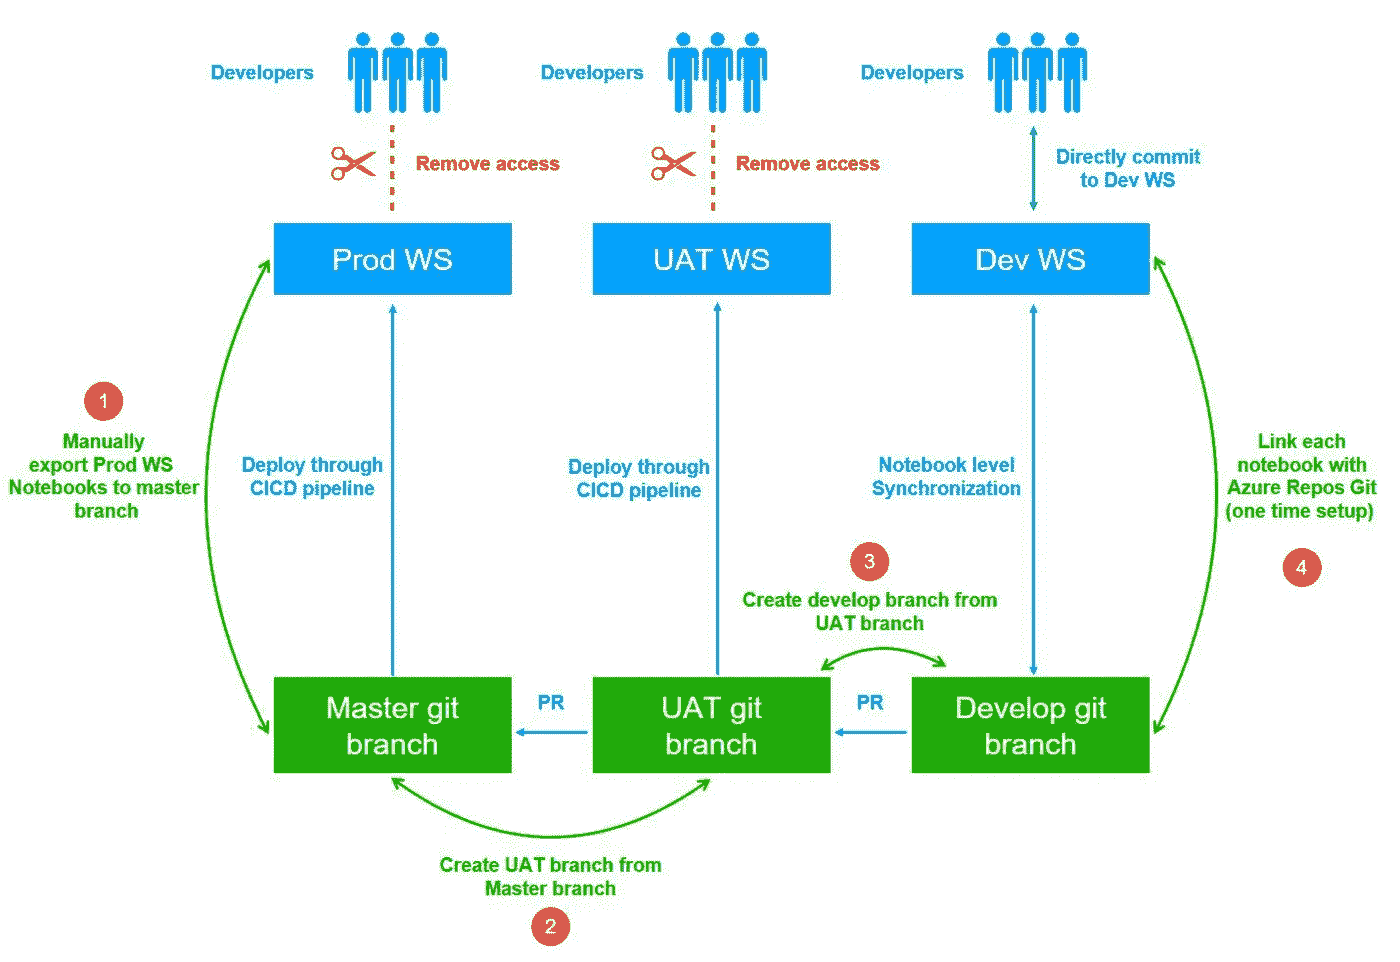 Developers
Developers
Developers
Remove access
Remove access
Directly commit
to Dev WS
Prod WS
UAT WS
Dev WS
1
Manually
export Prod WS
Notebooks to master
branch
Deploy through
CICD pipeline
Deploy through
CICD pipeline
Notebook level
Synchronization
Link each
notebook with
Azure Repos Git
(one time setup)
4
3
Create develop branch from
UAT branch
Master git
branch
PR
UAT git
branch
PR
Develop git
branch
Create UAT branch from
Master branch
2